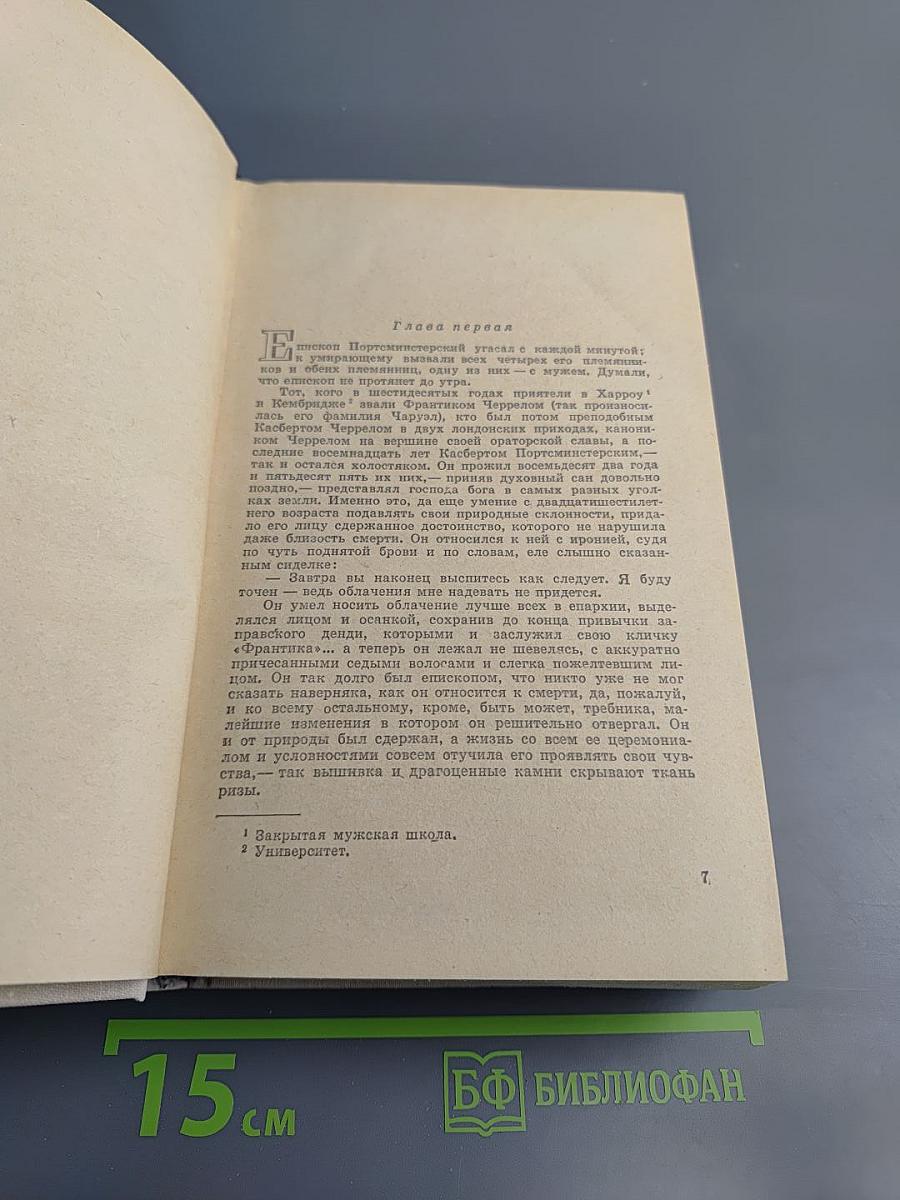 Глава первая
Епископ Портсминстерский угасал с каждой минутой;
к умирающему вызвали всех четырех его племянни-
ков и обеих племянниц, одну из них — с мужем. Думали,
что епископ не протянет до утра.
Тот, кого в шестидесятых годах приятели в Харроу ¹
и Кембридже ² звали Франтиком Черрелом (так произноси-
лась его фамилия Чаруэл), кто был потом преподобным
Касбертом Черрелом в двух лондонских приходах, канони-
ком Черрелом на вершине своей ораторской славы, а по-
следние восемнадцать лет Касбертом Портсминстерским,—
так и остался холостяком. Он прожил восемьдесят два года
и пятьдесят пять их них,— приняв духовный сан довольно
поздно,— представлял господа бога в самых разных угол-
ках земли. Именно это, да еще умение с двадцатишестилет-
него возраста подавлять свои природные склонности, прида-
ло его лицу сдержанное достоинство, которого не нарушила
даже близость смерти. Он относился к ней с иронией, судя
по чуть поднятой брови и по словам, еле слышно сказан-
ным сиделке:
— Завтра вы наконец выспитесь как следует. Я буду
точен — ведь облачения мне надевать не придется.
Он умел носить облачение лучше всех в епархии, выде-
лялся лицом и осанкой, сохранив до конца привычки за-
правского денди, которыми и заслужил свою кличку
«Франтика»... а теперь он лежал не шевелясь, с аккуратно
причесанными седыми волосами и слегка пожелтевшим ли-
цом. Он так долго был епископом, что никто уже не мог
сказать наверняка, как он относится к смерти, да, пожалуй,
и ко всему остальному, кроме, быть может, требника, ма-
лейшие изменения в котором он решительно отвергал. Он
и от природы был сдержан, а жизнь со всем ее церемониа-
лом и условностями совсем отучила его проявлять свои чув-
ства,— так вышивка и драгоценные камни скрывают ткань
ризы.
¹ Закрытая мужская школа.
² Университет.
7
15 см
БФ БИБЛИОФАН